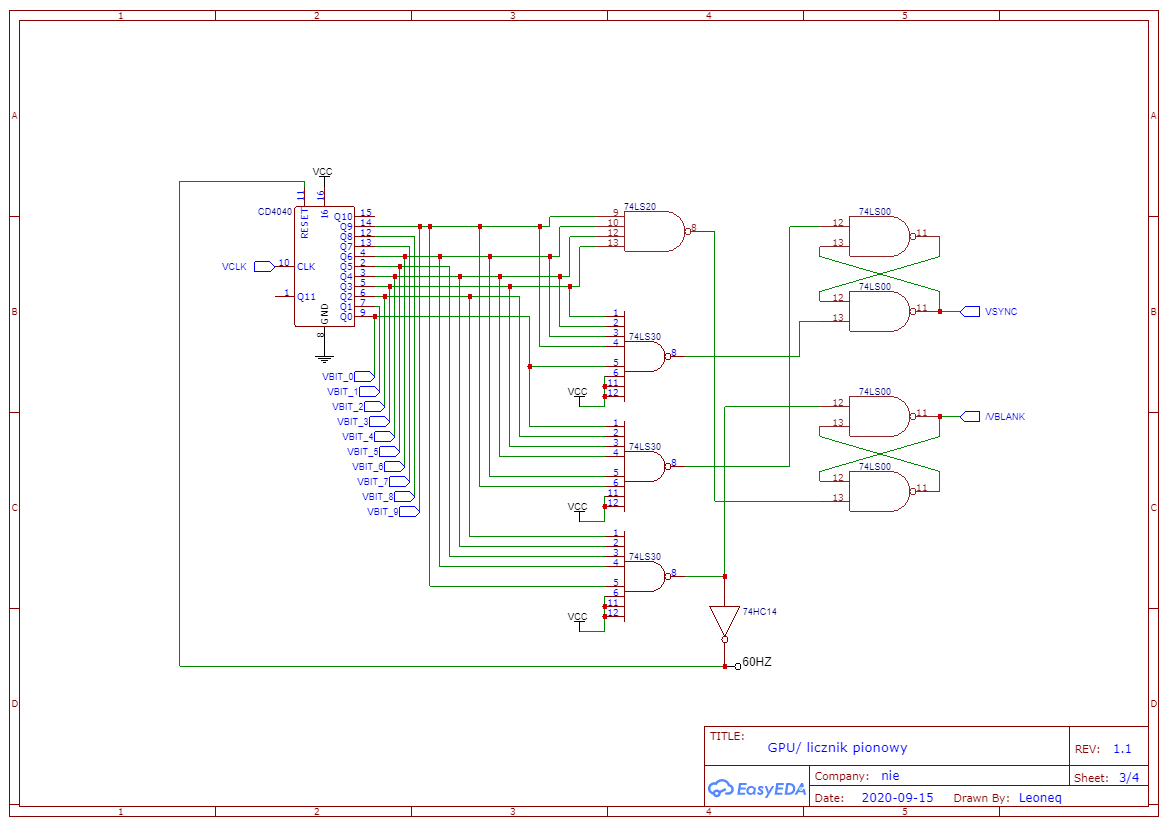 1 2 3 4 5
A A
B B
C C
D D
VCC
11
16
CD4040
RESET
16
Q10 15
Q9 14
Q8 12
Q7 13
Q6 4
Q5 2
Q4 3
Q3 5
Q2 6
Q1 7
Q0 9
VCLK 10 CLK
1 Q11
GND
8
VBIT_0
VBIT_1
VBIT_2
VBIT_3
VBIT_4
VBIT_5
VBIT_6
VBIT_7
VBIT_8
VBIT_9
74LS20
9
10
12
13
8
74LS30
1
2
3
4
5
6
11
12
8
VCC
74LS30
1
2
3
4
5
6
11
12
8
VCC
74LS30
1
2
3
4
5
6
11
12
8
VCC
74HC14
60HZ
74LS00
12
13
11
74LS00
12
13
11
VSYNC
74LS00
12
13
11
/VBLANK
74LS00
12
13
11
TITLE:
GPU/ licznik pionowy
REV: 1.1
EasyEDA
Company: nie
Sheet: 3/4
Date: 2020-09-15 Drawn By: Leoneq
1 2 3 4 5